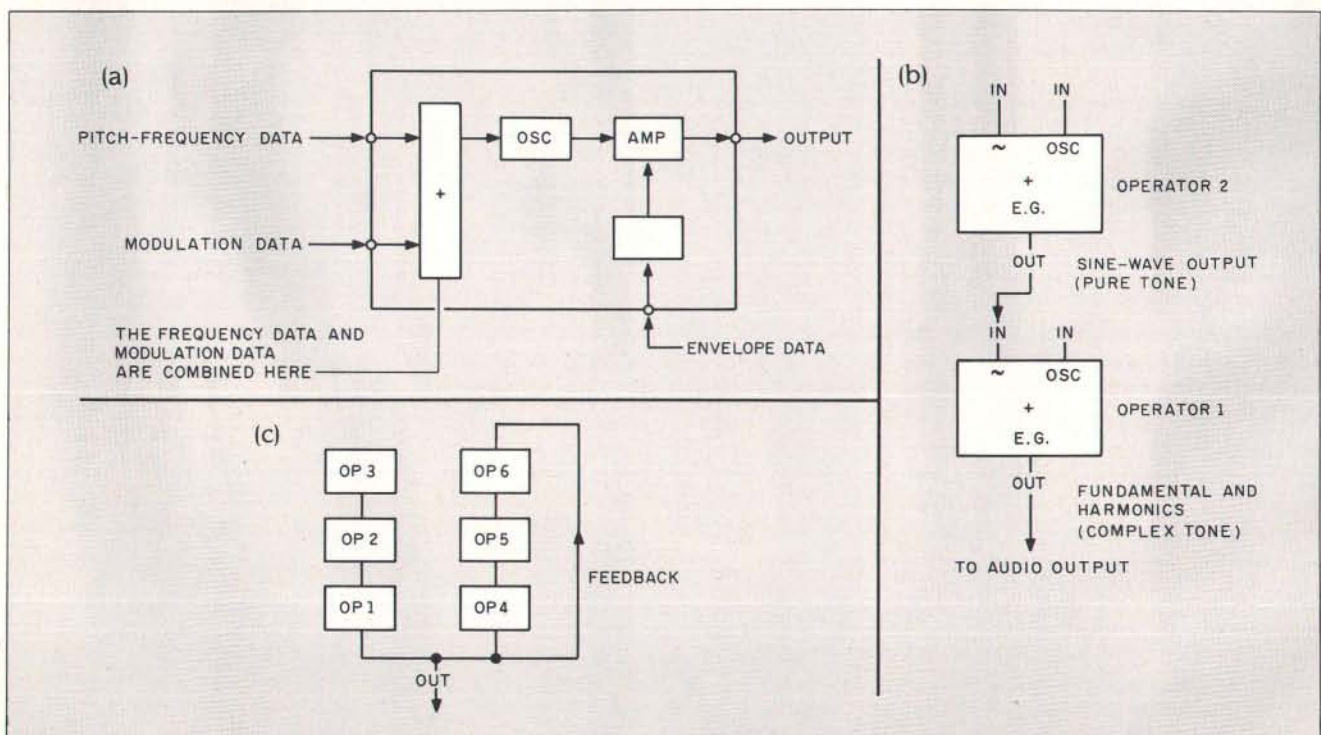 (a)
PITCH-FREQUENCY DATA
+
OSC
AMP
OUTPUT
MODULATION DATA
THE FREQUENCY DATA AND
MODULATION DATA
ARE COMBINED HERE
ENVELOPE DATA
(b)
IN IN
~ OSC
+
E.G.
OPERATOR 2
OUT
SINE-WAVE OUTPUT
(PURE TONE)
IN IN
~ OSC
+
E.G.
OPERATOR 1
OUT
FUNDAMENTAL AND
HARMONICS
(COMPLEX TONE)
TO AUDIO OUTPUT
(c)
OP 3
OP 6
OP 2
OP 5
OP 1
OP 4
FEEDBACK
OUT